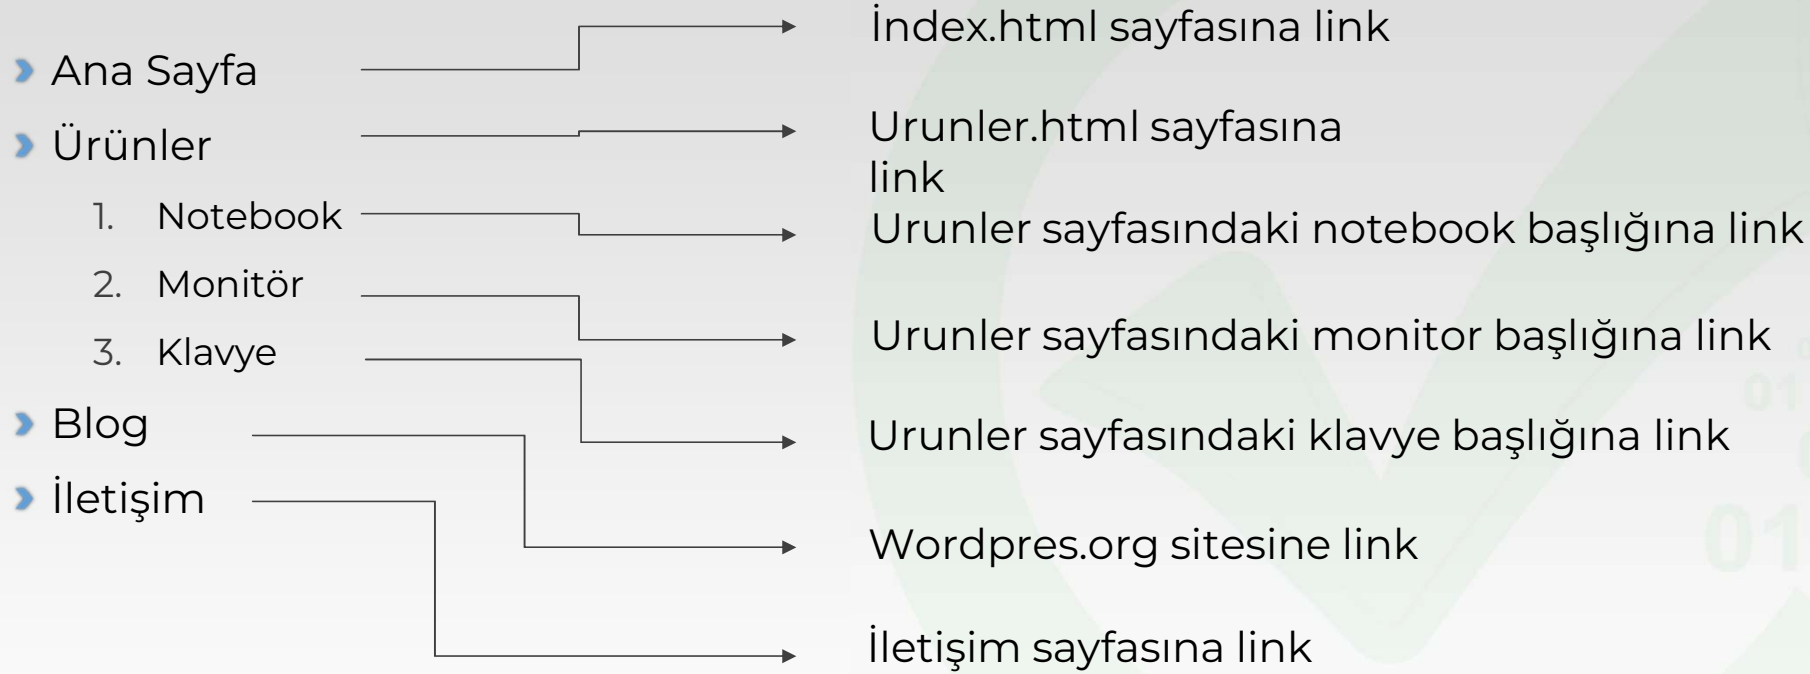 Ana Sayfa
Ürünler
1. Notebook
2. Monitör
3. Klavye
Blog
İletişim
İndex.html sayfasına link
Urunler.html sayfasına
link
Urunler sayfasındaki notebook başlığına link
Urunler sayfasındaki monitor başlığına link
Urunler sayfasındaki klavye başlığına link
Wordpres.org sitesine link
İletişim sayfasına link
01
01